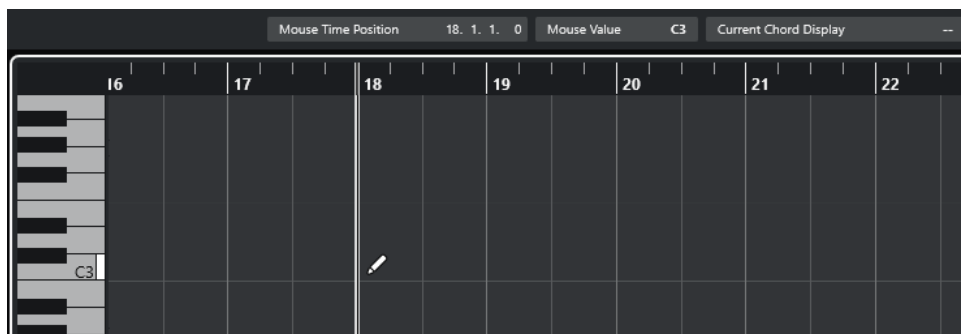 Mouse Time Position 18. 1. 1. 0 Mouse Value C3 Current Chord Display --
16 17 18 19 20 21 22
C3